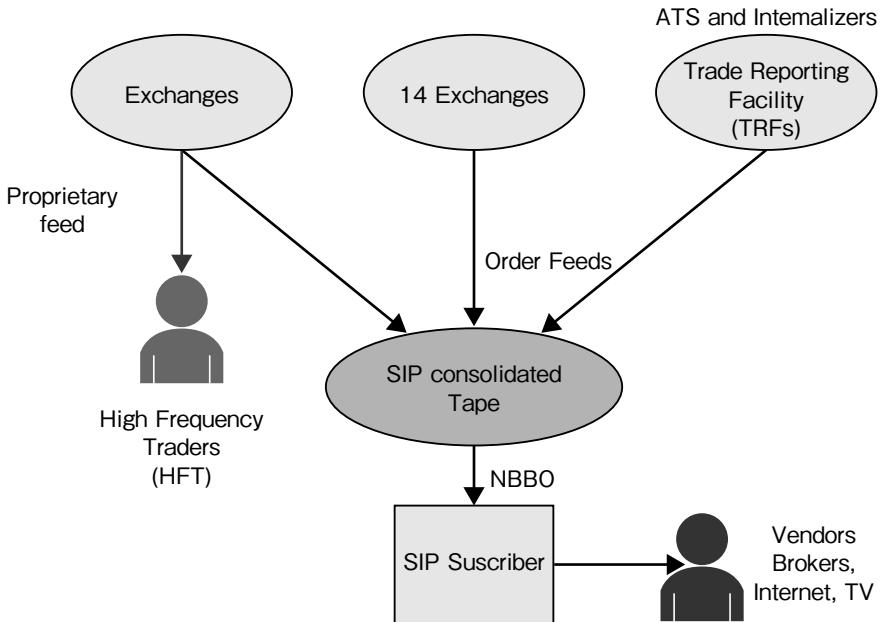 ATS and Intemalizers
Exchanges
14 Exchanges
Trade Reporting
Facility
(TRFs)
Proprietary
feed
Order Feeds
SIP consolidated
Tape
High Frequency
Traders
(HFT)
NBBO
SIP Suscriber
Vendors
Brokers,
Internet, TV